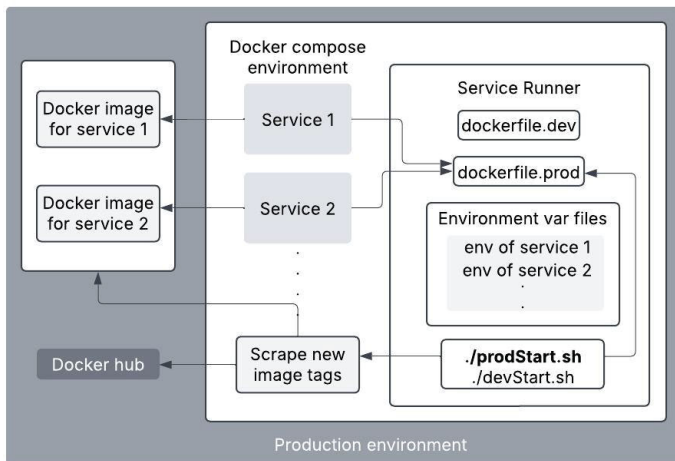 Docker compose
environment
Docker image
for service 1
Service 1
Service Runner
dockerfile.dev
dockerfile.prod
Docker image
for service 2
Service 2
Environment var files
env of service 1
env of service 2
.
.
.
.
.
.
Docker hub
Scrape new
image tags
./prodStart.sh
./devStart.sh
Production environment